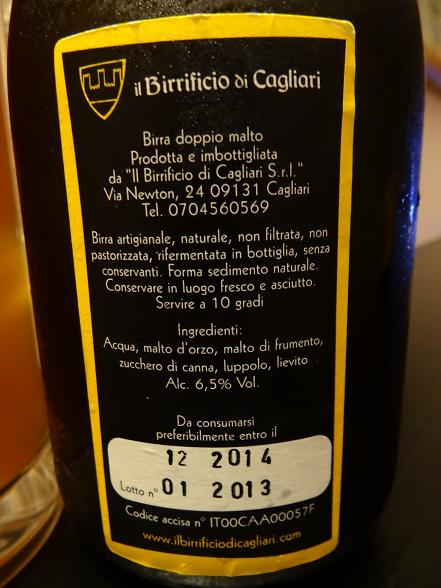 il Birrificio di Cagliari
Birra doppio malto
Prodotta e imbottigliata
da "Il Birrificio di Cagliari S.r.l."
Via Newton, 24 09131 Cagliari
Tel. 0704560569
Birra artigianale, naturale, non filtrata, non
pastorizzata, rifermentata in bottiglia, senza
conservanti. Forma sedimento naturale.
Conservare in luogo fresco e asciutto.
Servire a 10 gradi
Ingredienti:
Acqua, malto d'orzo, malto di frumento,
zucchero di canna, luppolo, lievito
Alc. 6,5% Vol.
Da consumarsi
preferibilmente entro il
12 2014
Lotto n° 01 2013
Codice accisa n° IT00CAA00057F
www.ilbirrificiodicagliari.com